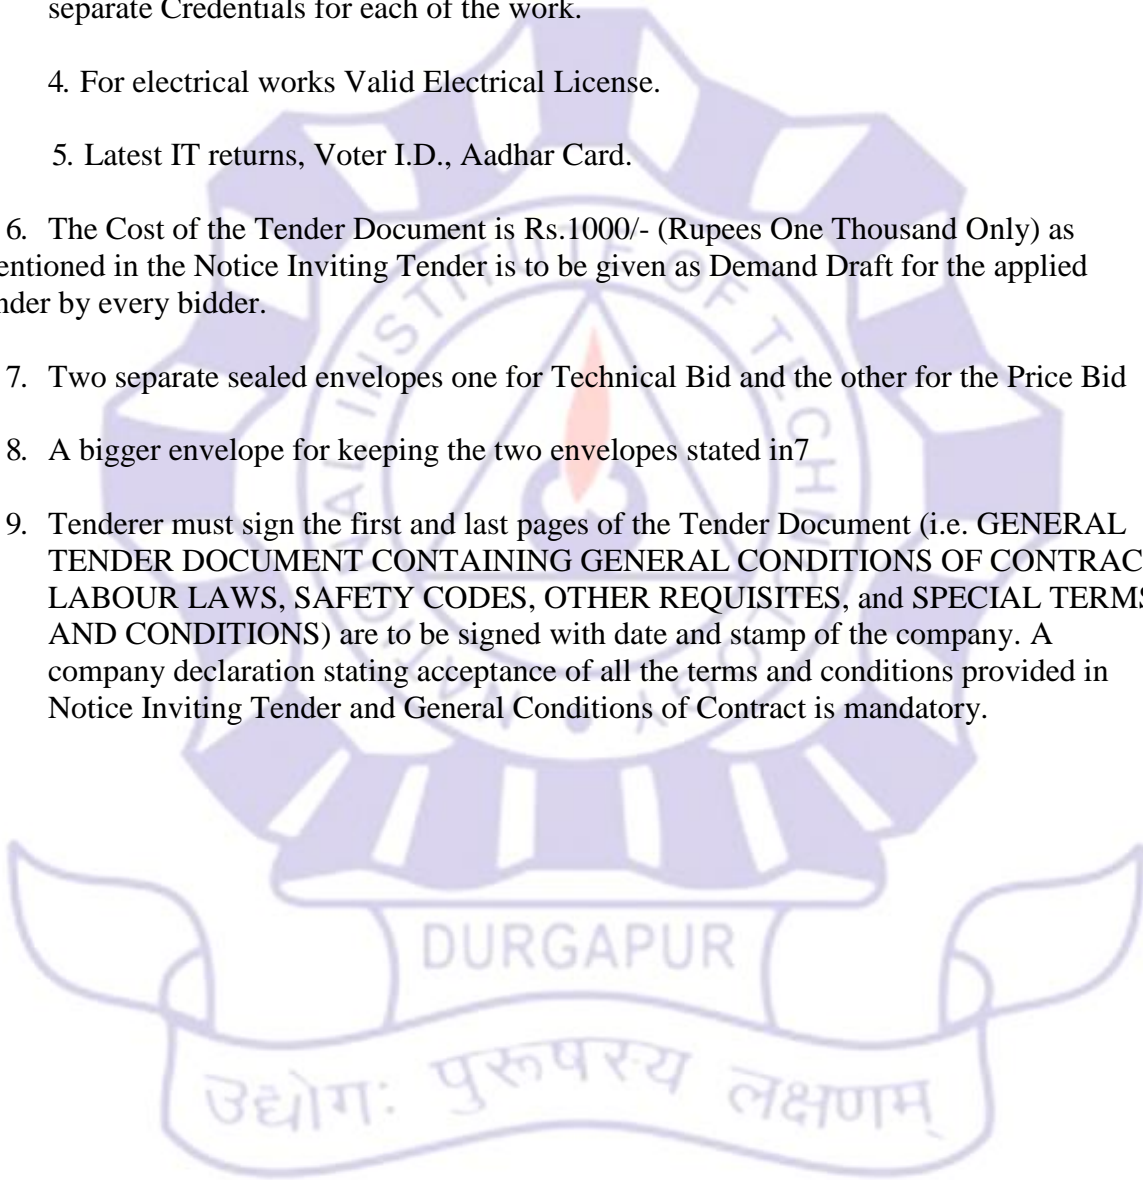 separate Credentials for each of the work.
4. For electrical works Valid Electrical License.
5. Latest IT returns, Voter I.D., Aadhar Card.
6. The Cost of the Tender Document is Rs.1000/- (Rupees One Thousand Only) as
entioned in the Notice Inviting Tender is to be given as Demand Draft for the applied
nder by every bidder.
7. Two separate sealed envelopes one for Technical Bid and the other for the Price Bid
8. A bigger envelope for keeping the two envelopes stated in7
9. Tenderer must sign the first and last pages of the Tender Document (i.e. GENERAL
TENDER DOCUMENT CONTAINING GENERAL CONDITIONS OF CONTRAC
LABOUR LAWS, SAFETY CODES, OTHER REQUISITES, and SPECIAL TERMS
AND CONDITIONS) are to be signed with date and stamp of the company. A
company declaration stating acceptance of all the terms and conditions provided in
Notice Inviting Tender and General Conditions of Contract is mandatory.
NATIONAL INSTITUTE OF TECHNOLOGY
DURGAPUR
उद्योगः पुरूषस्य लक्षणम्